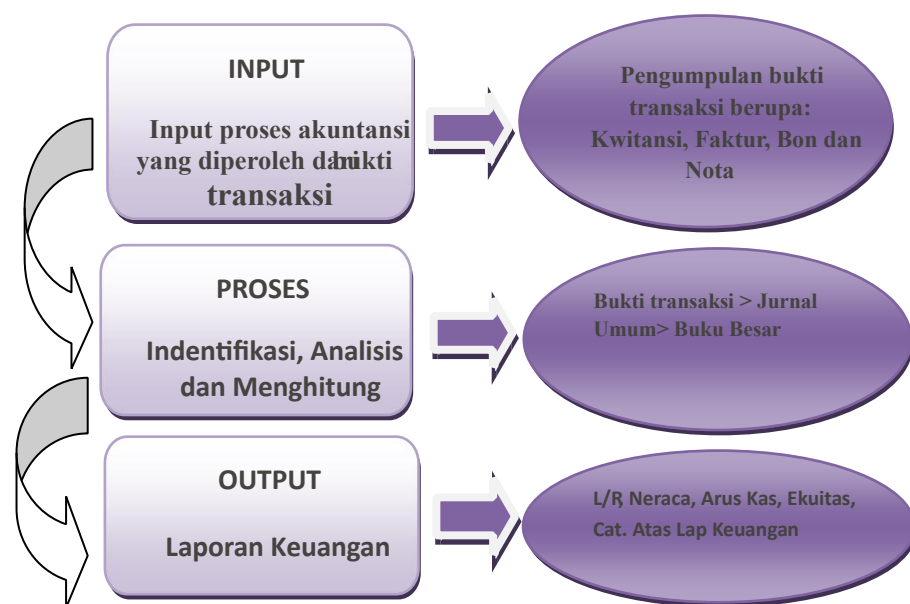 INPUT
Input proses akuntansi
yang diperoleh dari bukti
transaksi
Pengumpulan bukti
transaksi berupa:
Kwitansi, Faktur, Bon dan
Nota
PROSES
Indentifikasi, Analisis
dan Menghitung
Bukti transaksi > Jurnal
Umum> Buku Besar
OUTPUT
Laporan Keuangan
L/R, Neraca, Arus Kas, Ekuitas,
Cat. Atas Lap Keuangan